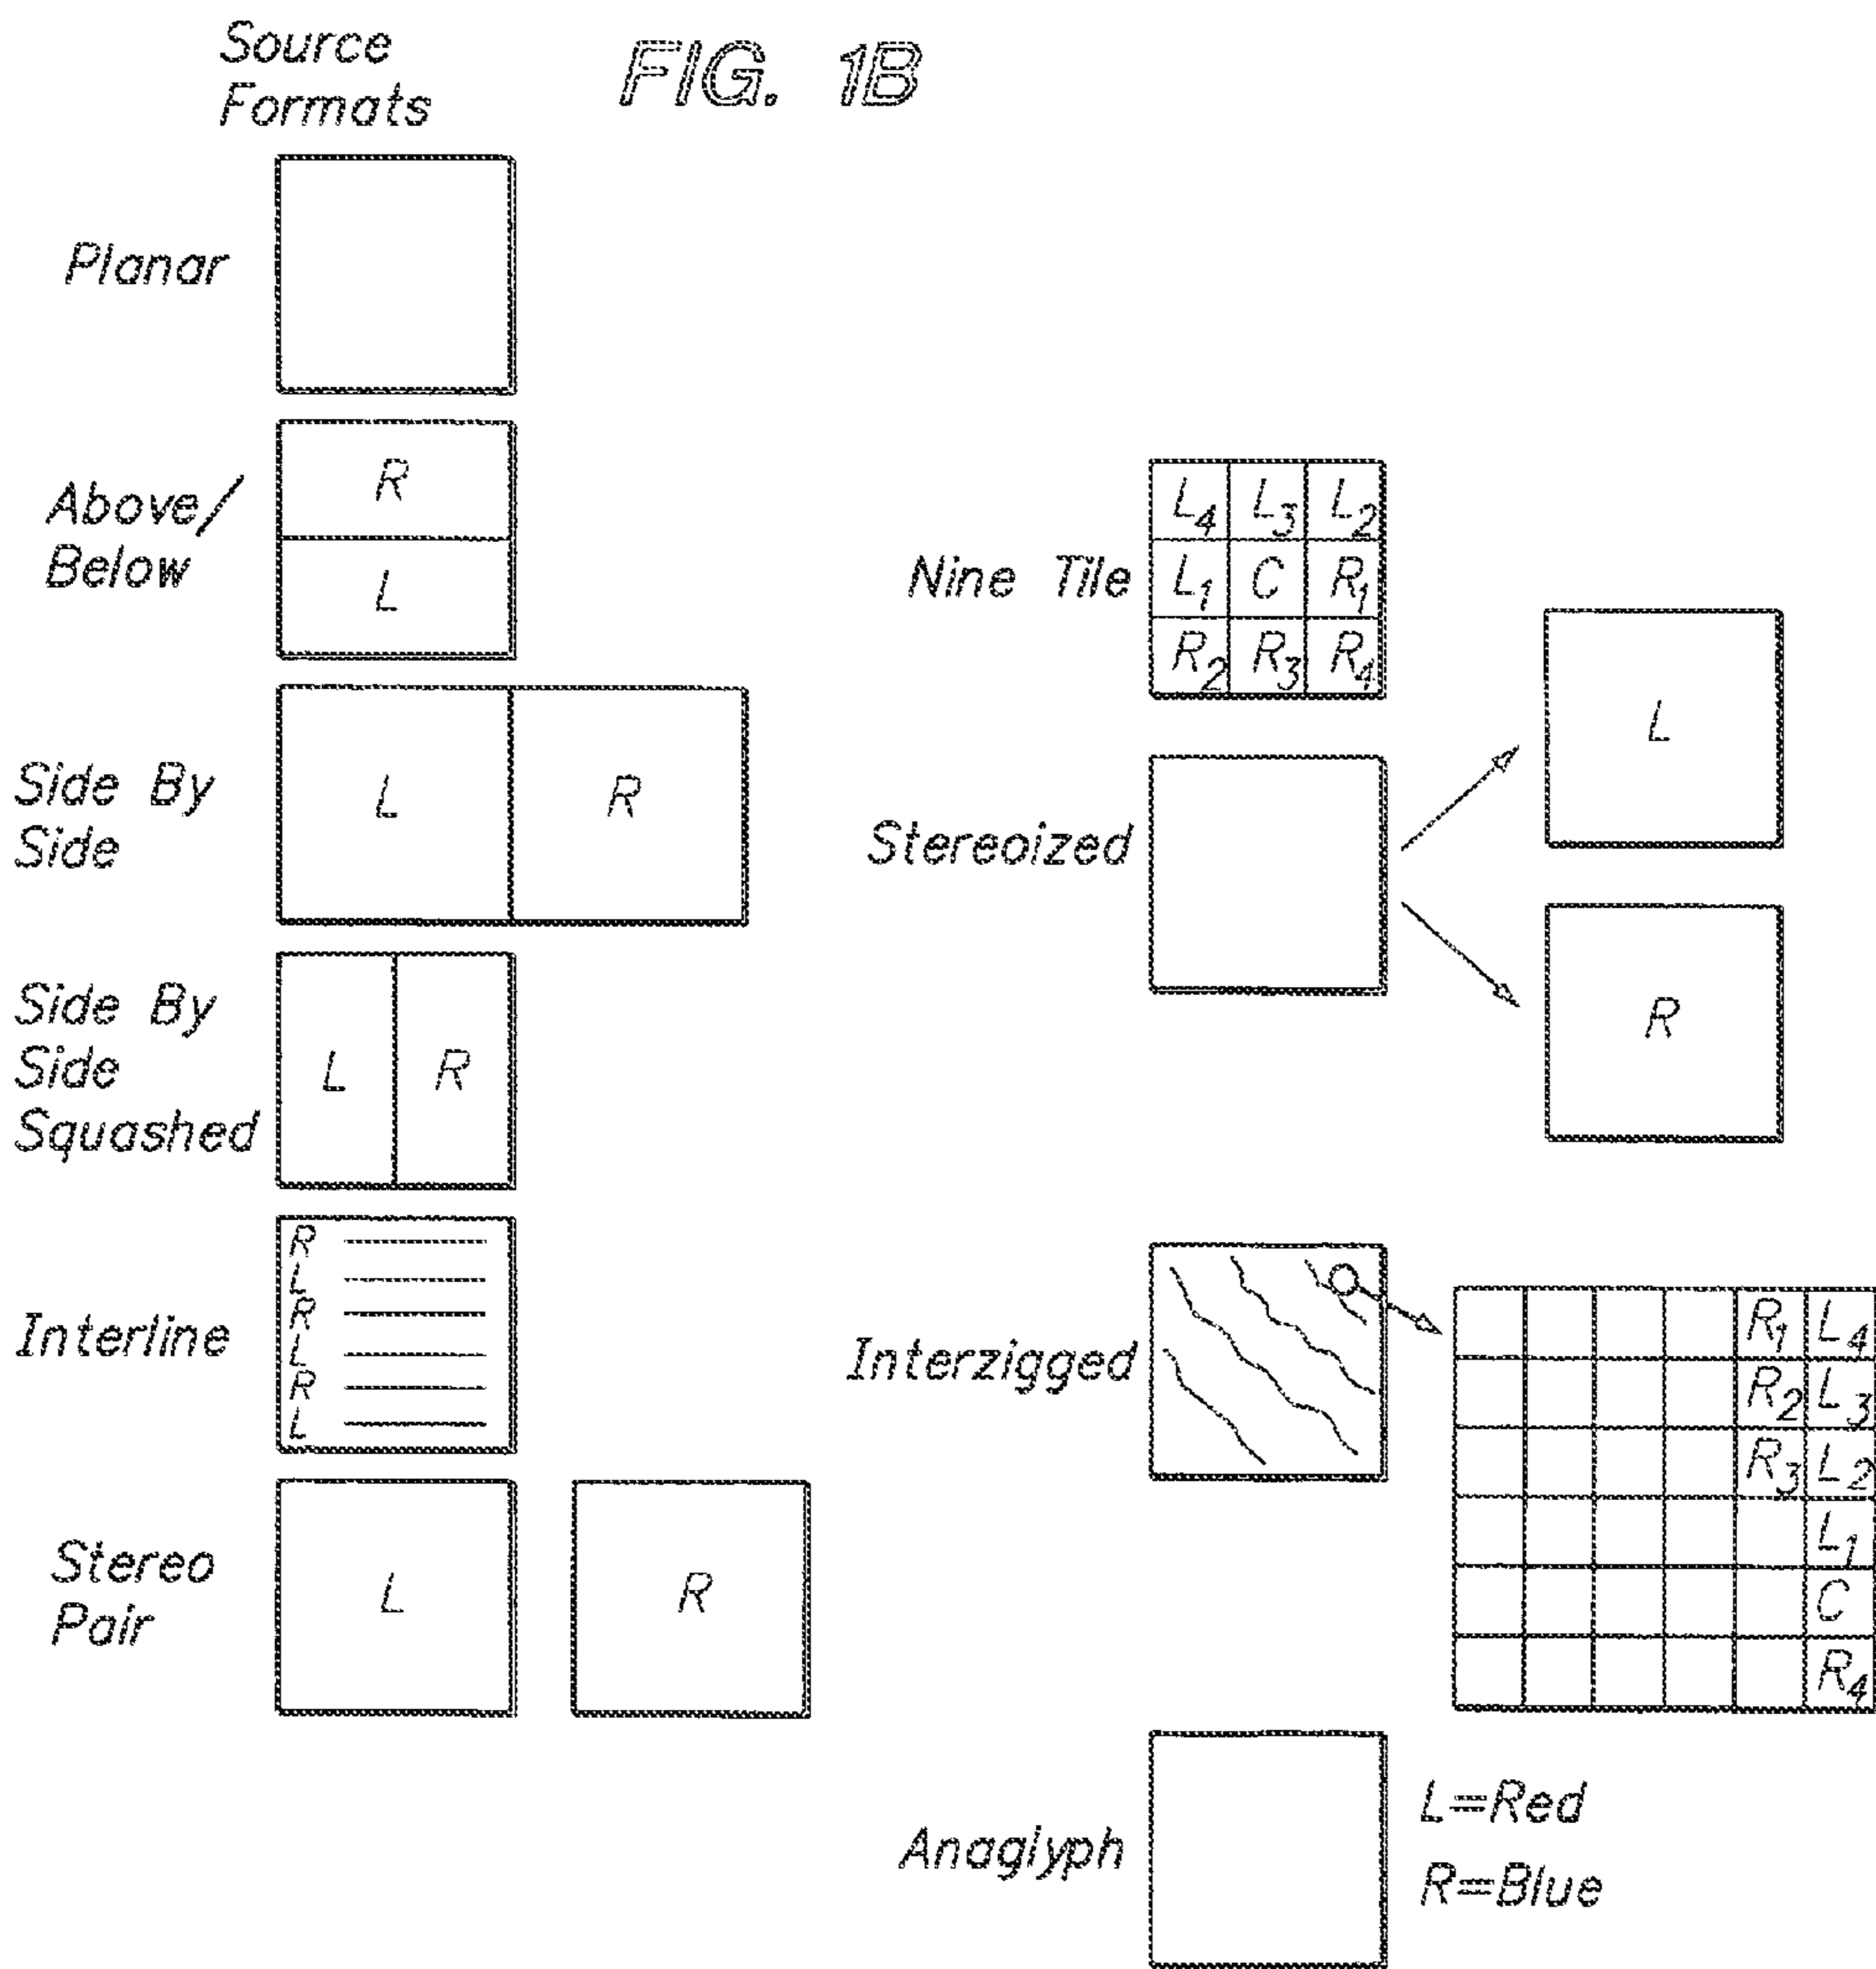 Source
Formats
FIG. 1B
Planar
Above/
Below
R
L
Side By
Side
L R
Side By
Side
Squashed
L R
Interline
R
L
R
L
R
L
Stereo
Pair
L R
Nine Tile
L4 L3 L2
L1 C R1
R2 R3 R4
Stereoized
L
R
Interzigged
R1 L4
R2 L3
R3 L2
L1
C
R4
Anaglyph
L=Red
R=Blue